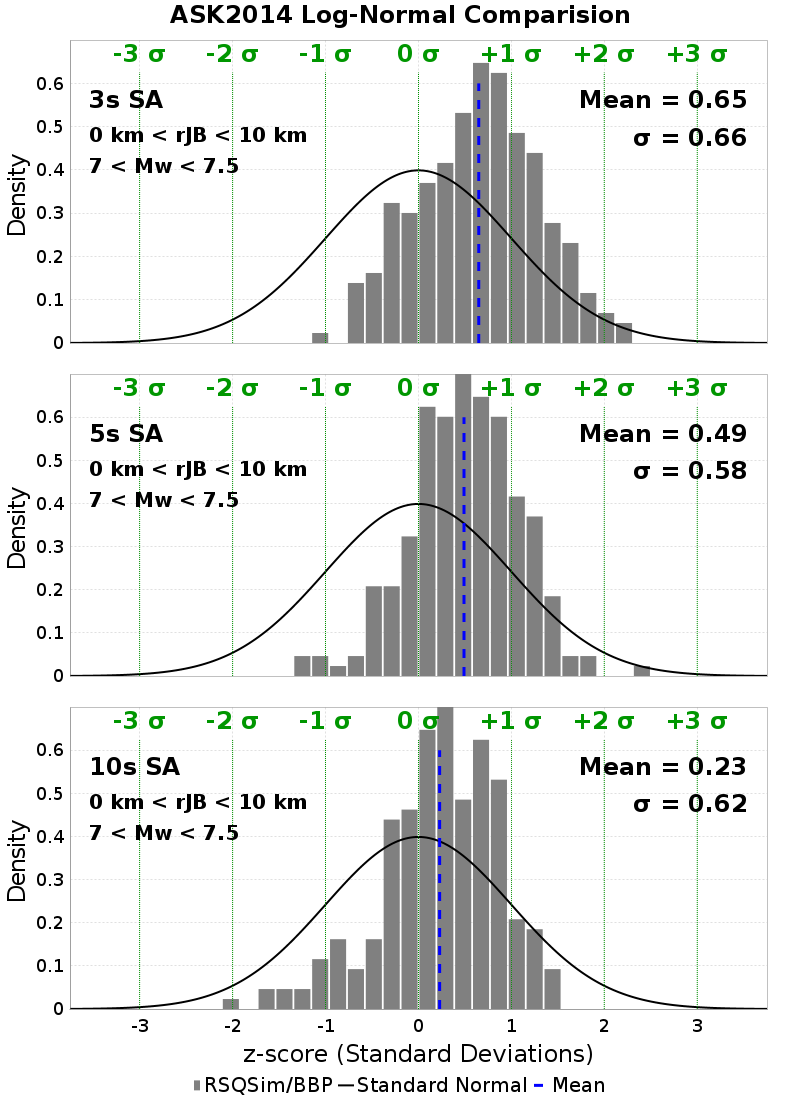 ASK2014 Log-Normal Comparision
-3 σ -2 σ -1 σ 0 σ +1 σ +2 σ +3 σ
3s SA
0 km < rJB < 10 km
7 < Mw < 7.5
Mean = 0.65
σ = 0.66
Density
0.6
0.5
0.4
0.3
0.2
0.1
0
-3 σ -2 σ -1 σ 0 σ +1 σ +2 σ +3 σ
5s SA
0 km < rJB < 10 km
7 < Mw < 7.5
Mean = 0.49
σ = 0.58
Density
0.6
0.5
0.4
0.3
0.2
0.1
0
-3 σ -2 σ -1 σ 0 σ +1 σ +2 σ +3 σ
10s SA
0 km < rJB < 10 km
7 < Mw < 7.5
Mean = 0.23
σ = 0.62
Density
0.6
0.5
0.4
0.3
0.2
0.1
0
-3 -2 -1 0 1 2 3
z-score (Standard Deviations)
RSQSim/BBP Standard Normal Mean